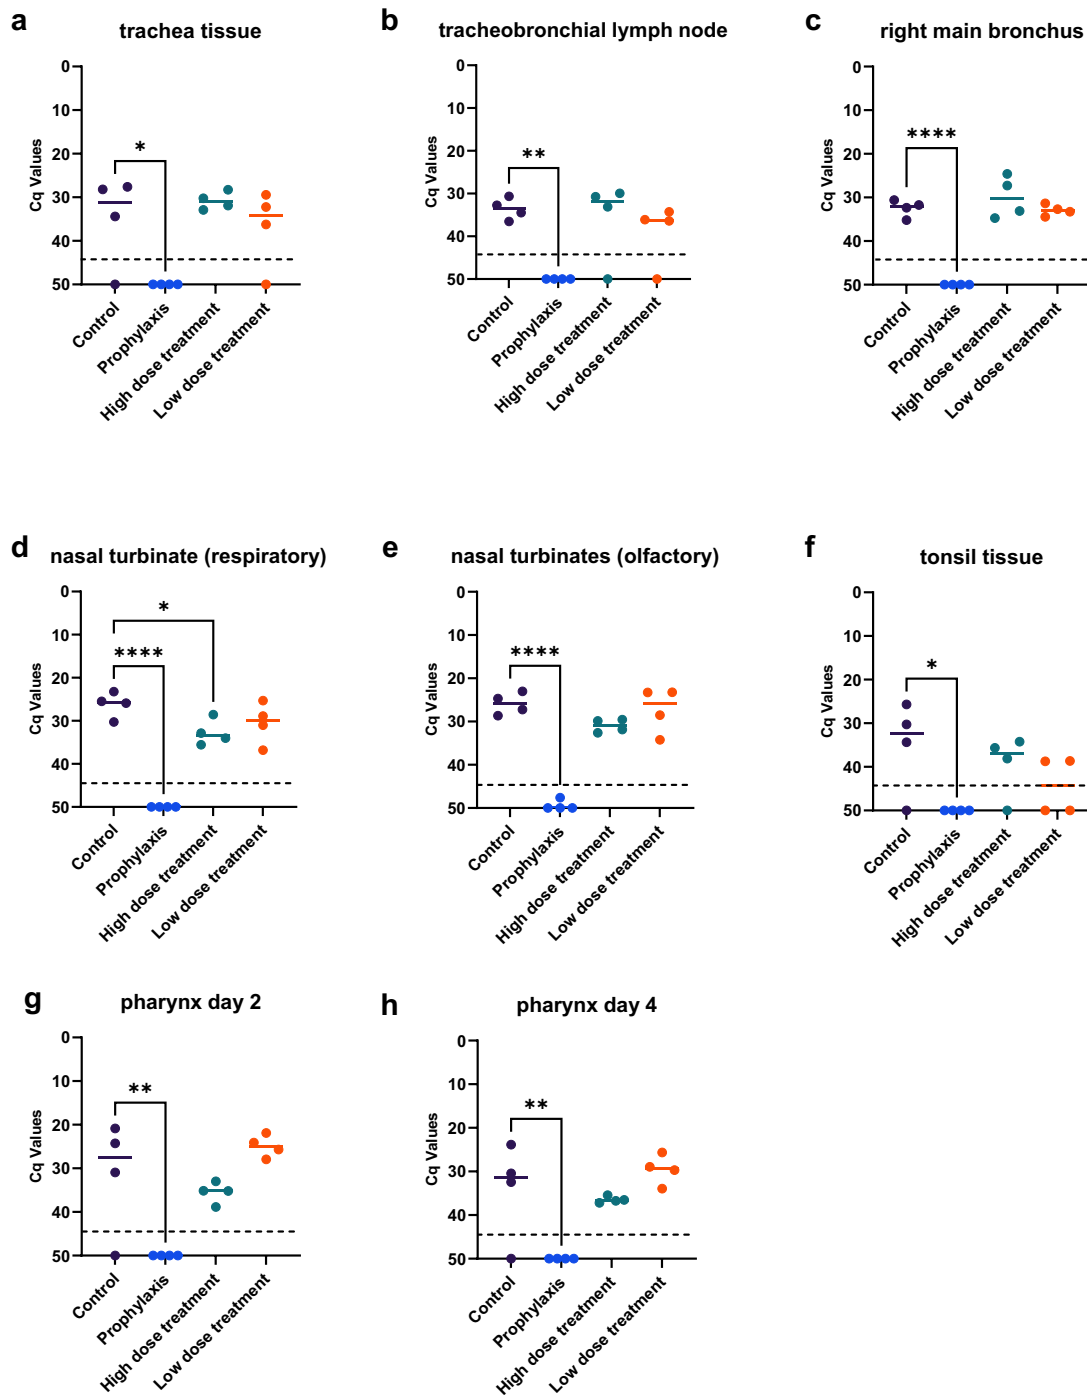 a
trachea tissue
Cq Values
0
10
20
30
40
50
*
Control
Prophylaxis
High dose treatment
Low dose treatment
b
tracheobronchial lymph node
Cq Values
0
10
20
30
40
50
**
Control
Prophylaxis
High dose treatment
Low dose treatment
c
right main bronchus
Cq Values
0
10
20
30
40
50
****
Control
Prophylaxis
High dose treatment
Low dose treatment
d
nasal turbinate (respiratory)
Cq Values
0
10
20
30
40
50
*
****
Control
Prophylaxis
High dose treatment
Low dose treatment
e
nasal turbinates (olfactory)
Cq Values
0
10
20
30
40
50
****
Control
Prophylaxis
High dose treatment
Low dose treatment
f
tonsil tissue
Cq Values
0
10
20
30
40
50
*
Control
Prophylaxis
High dose treatment
Low dose treatment
g
pharynx day 2
Cq Values
0
10
20
30
40
50
**
Control
Prophylaxis
High dose treatment
Low dose treatment
h
pharynx day 4
Cq Values
0
10
20
30
40
50
**
Control
Prophylaxis
High dose treatment
Low dose treatment